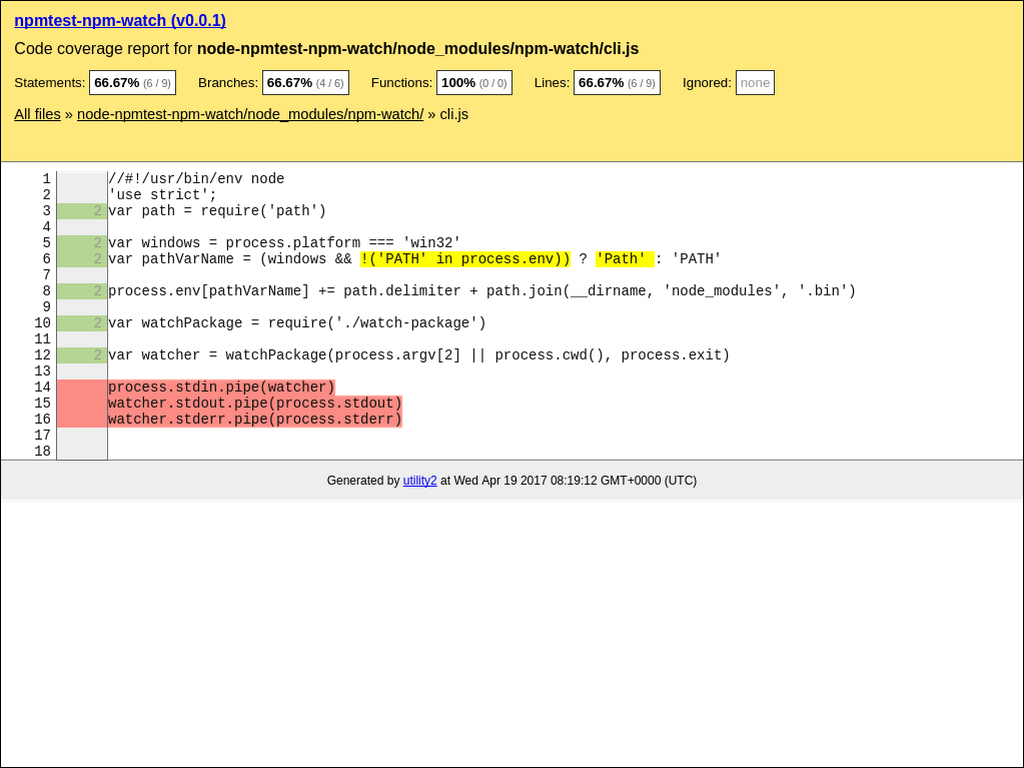 npmtest-npm-watch (v0.0.1)
Code coverage report for node-npmtest-npm-watch/node_modules/npm-watch/cli.js
Statements: 66.67% (6 / 9) Branches: 66.67% (4 / 6) Functions: 100% (0 / 0) Lines: 66.67% (6 / 9) Ignored: none
All files » node-npmtest-npm-watch/node_modules/npm-watch/ » cli.js
1 //#!/usr/bin/env node
2 'use strict';
3 2 var path = require('path')
4
5 2 var windows = process.platform === 'win32'
6 2 var pathVarName = (windows && !('PATH' in process.env)) ? 'Path' : 'PATH'
7
8 2 process.env[pathVarName] += path.delimiter + path.join(__dirname, 'node_modules', '.bin')
9
10 2 var watchPackage = require('./watch-package')
11
12 2 var watcher = watchPackage(process.argv[2] || process.cwd(), process.exit)
13
14 process.stdin.pipe(watcher)
15 watcher.stdout.pipe(process.stdout)
16 watcher.stderr.pipe(process.stderr)
17
18
Generated by utility2 at Wed Apr 19 2017 08:19:12 GMT+0000 (UTC)